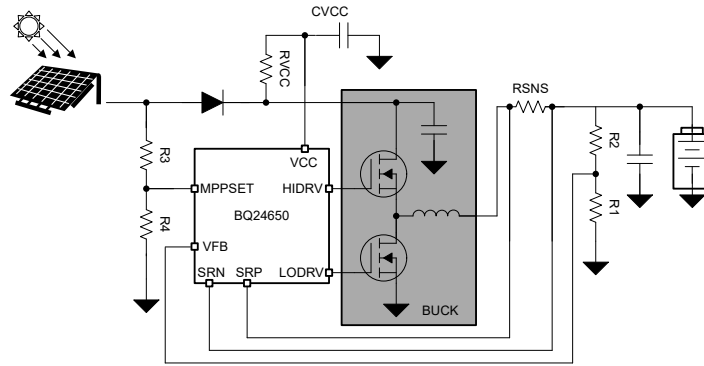 CVCC
RVCC
RSNS
R3
VCC
R2
MPPSET
HIDRV
BQ24650
R4
R1
VFB
SRN SRP
LODRV
BUCK